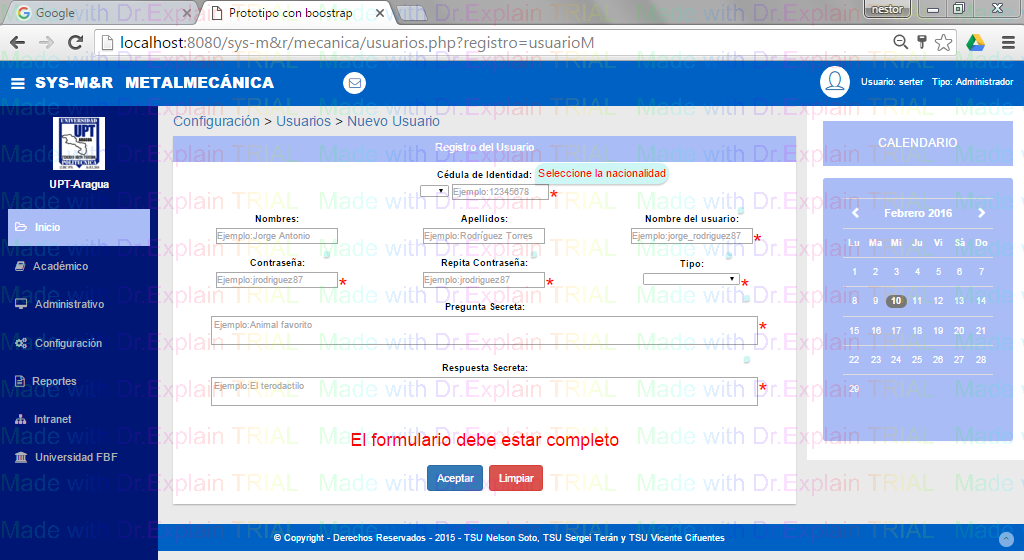 Google
Prototipo con boostrap
nestor
localhost:8080/sys-m&r/mecanica/usuarios.php?registro=usuarioM
SYS-M&R METALMECÁNICA
Usuario: serter Tipo: Administrador
UNIVERSIDAD
UPT
POLITECNICA
UPT-Aragua
Inicio
Académico
Administrativo
Configuración
Reportes
Intranet
Universidad FBF
Configuración > Usuarios > Nuevo Usuario
Registro del Usuario
Cédula de Identidad:
Seleccione la nacionalidad
Ejemplo:12345678 *
Nombres: Apellidos: Nombre del usuario:
Ejemplo:Jorge Antonio Ejemplo:Rodríguez Torres Ejemplo:jorge_rodriguez87 *
Contraseña: Repita Contraseña: Tipo:
Ejemplo:jrodriguez87 * Ejemplo:jrodriguez87 * *
Pregunta Secreta:
Ejemplo:Animal favorito *
Respuesta Secreta:
Ejemplo:El terodactilo *
El formulario debe estar completo
Aceptar Limpiar
CALENDARIO
Febrero 2016
Lu Ma Mi Ju Vi Sá Do
1 2 3 4 5 6 7
8 9 10 11 12 13 14
15 16 17 18 19 20 21
22 23 24 25 26 27 28
29
© Copyright - Derechos Reservados - 2015 - TSU Nelson Soto, TSU Sergei Terán y TSU Vicente Cifuentes
Made with Dr.Explain TRIAL